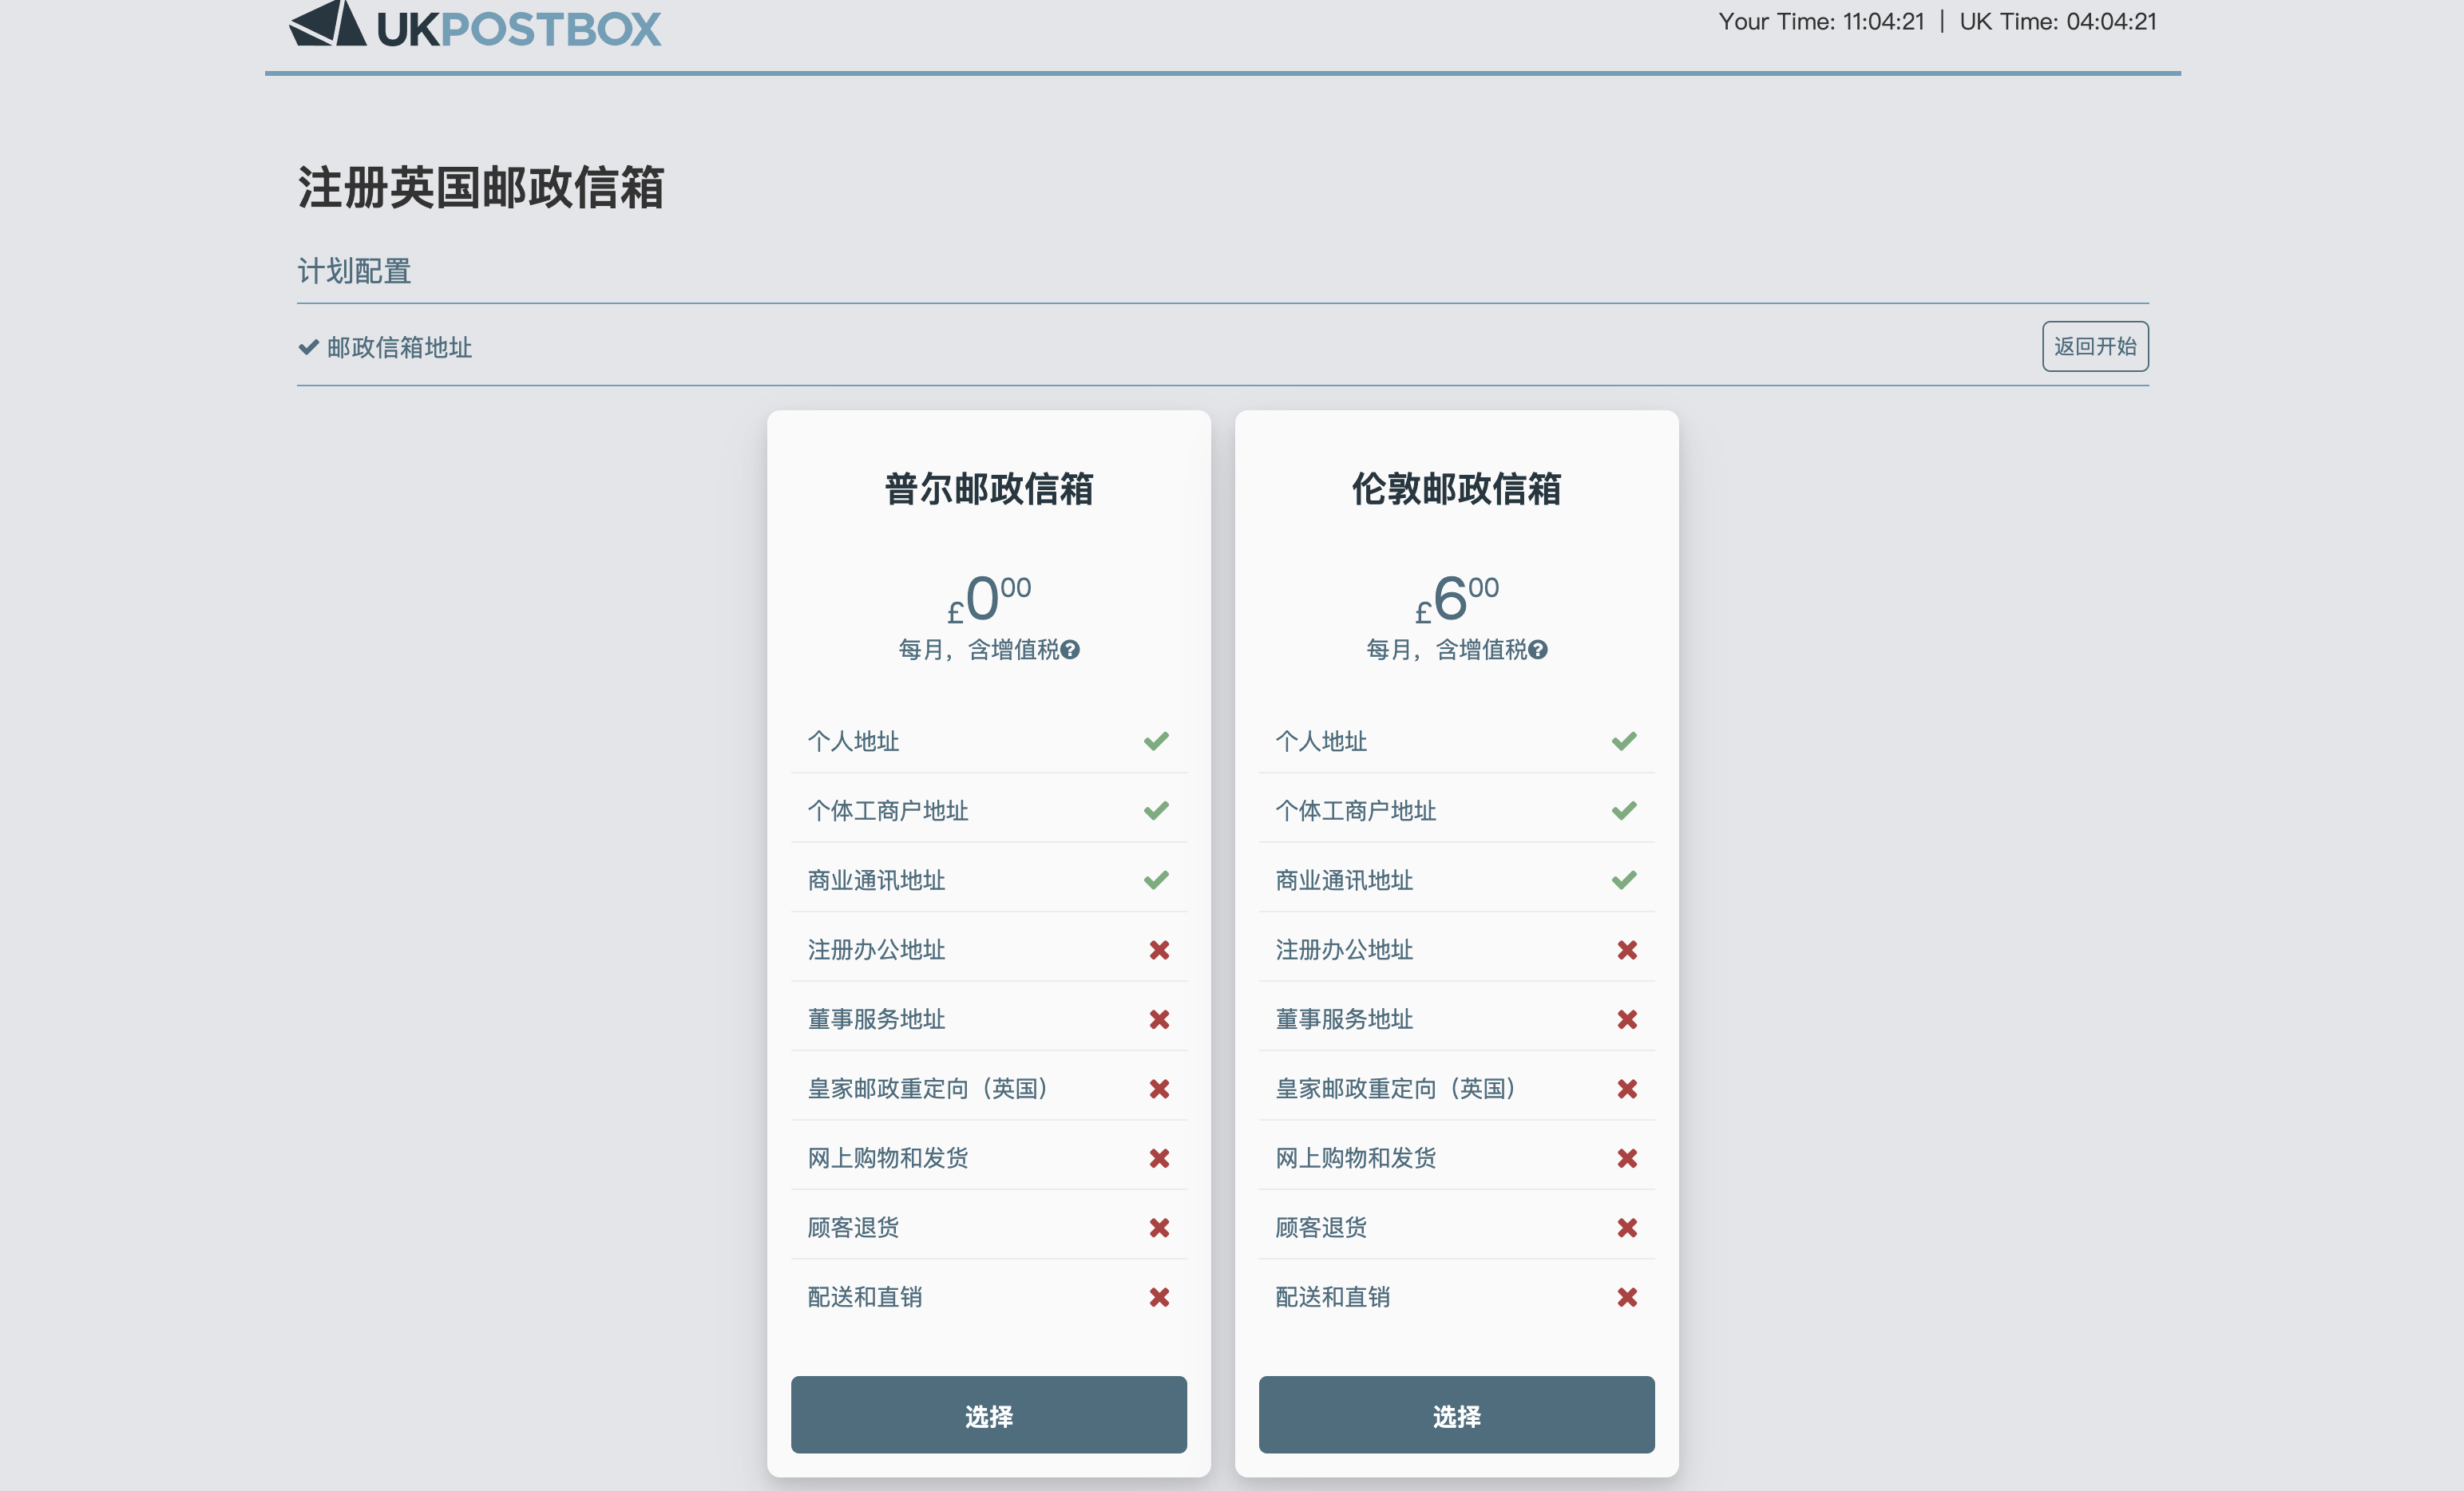 UKPOSTBOX
Your Time: 11:04:21 | UK Time: 04:04:21
注册英国邮政信箱
计划配置
邮政信箱地址
返回开始
普尔邮政信箱
£000
每月，含增值税
个人地址
个体工商户地址
商业通讯地址
注册办公地址
董事服务地址
皇家邮政重定向（英国）
网上购物和发货
顾客退货
配送和直销
选择
伦敦邮政信箱
£600
每月，含增值税
个人地址
个体工商户地址
商业通讯地址
注册办公地址
董事服务地址
皇家邮政重定向（英国）
网上购物和发货
顾客退货
配送和直销
选择